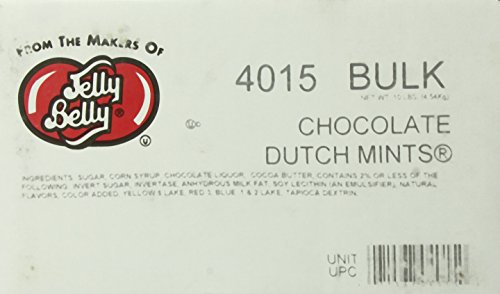 FROM THE MAKERS OF
Jelly
Belly®
4015 BULK
NET WT. 10 LBS. (4.54Kg)
CHOCOLATE
DUTCH MINTS®
INGREDIENTS: SUGAR, CORN SYRUP, CHOCOLATE LIQUOR, COCOA BUTTER, CONTAINS 2% OR LESS OF THE
FOLLOWING: INVERT SUGAR, INVERTASE, ANHYDROUS MILK FAT, SOY LECITHIN (AN EMULSIFIER), NATURAL
FLAVORS, COLOR ADDED, YELOW 5 LAKE, RED 3, BLUE 1 & 2 LAKE, TAPIOCA DEXTRIN.
UNIT
UPC